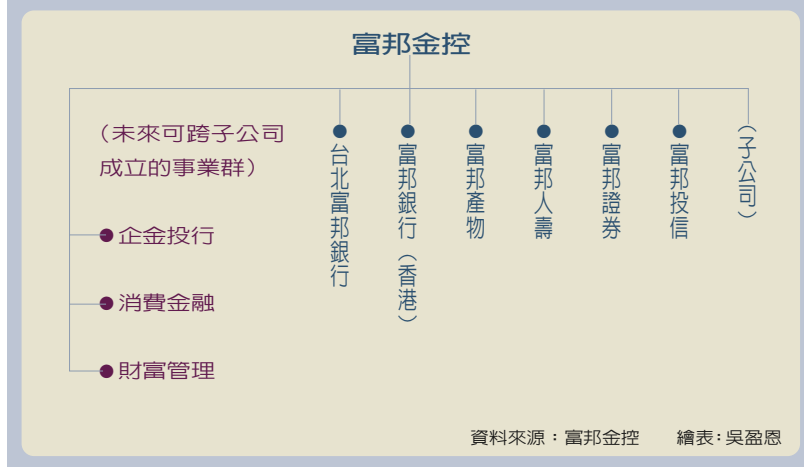 富邦金控
（未來可跨子公司
成立的事業群）
企金投行
消費金融
財富管理
台北富邦銀行
富邦銀行（香港）
富邦產物
富邦人壽
富邦證券
富邦投信
（子公司）
資料來源：富邦金控　繪表：吳盈恩